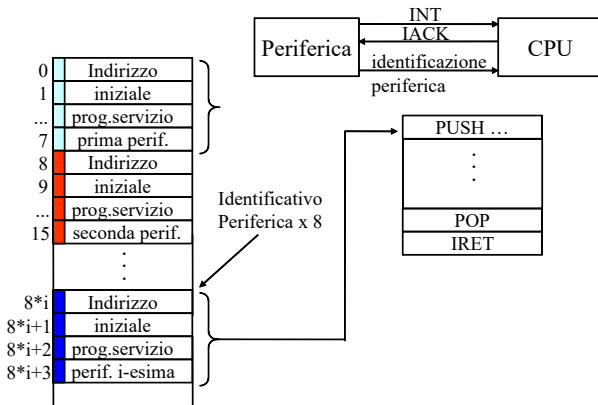 INT
IACK
Periferica
CPU
identificazione
periferica
0 Indirizzo
1 iniziale
... prog.servizio
7 prima perif.
8 Indirizzo
9 iniziale
... prog.servizio
15 seconda perif.
Identificativo
Periferica x 8
8*i Indirizzo
8*i+1 iniziale
8*i+2 prog.servizio
8*i+3 perif. i-esima
PUSH ...
POP
IRET